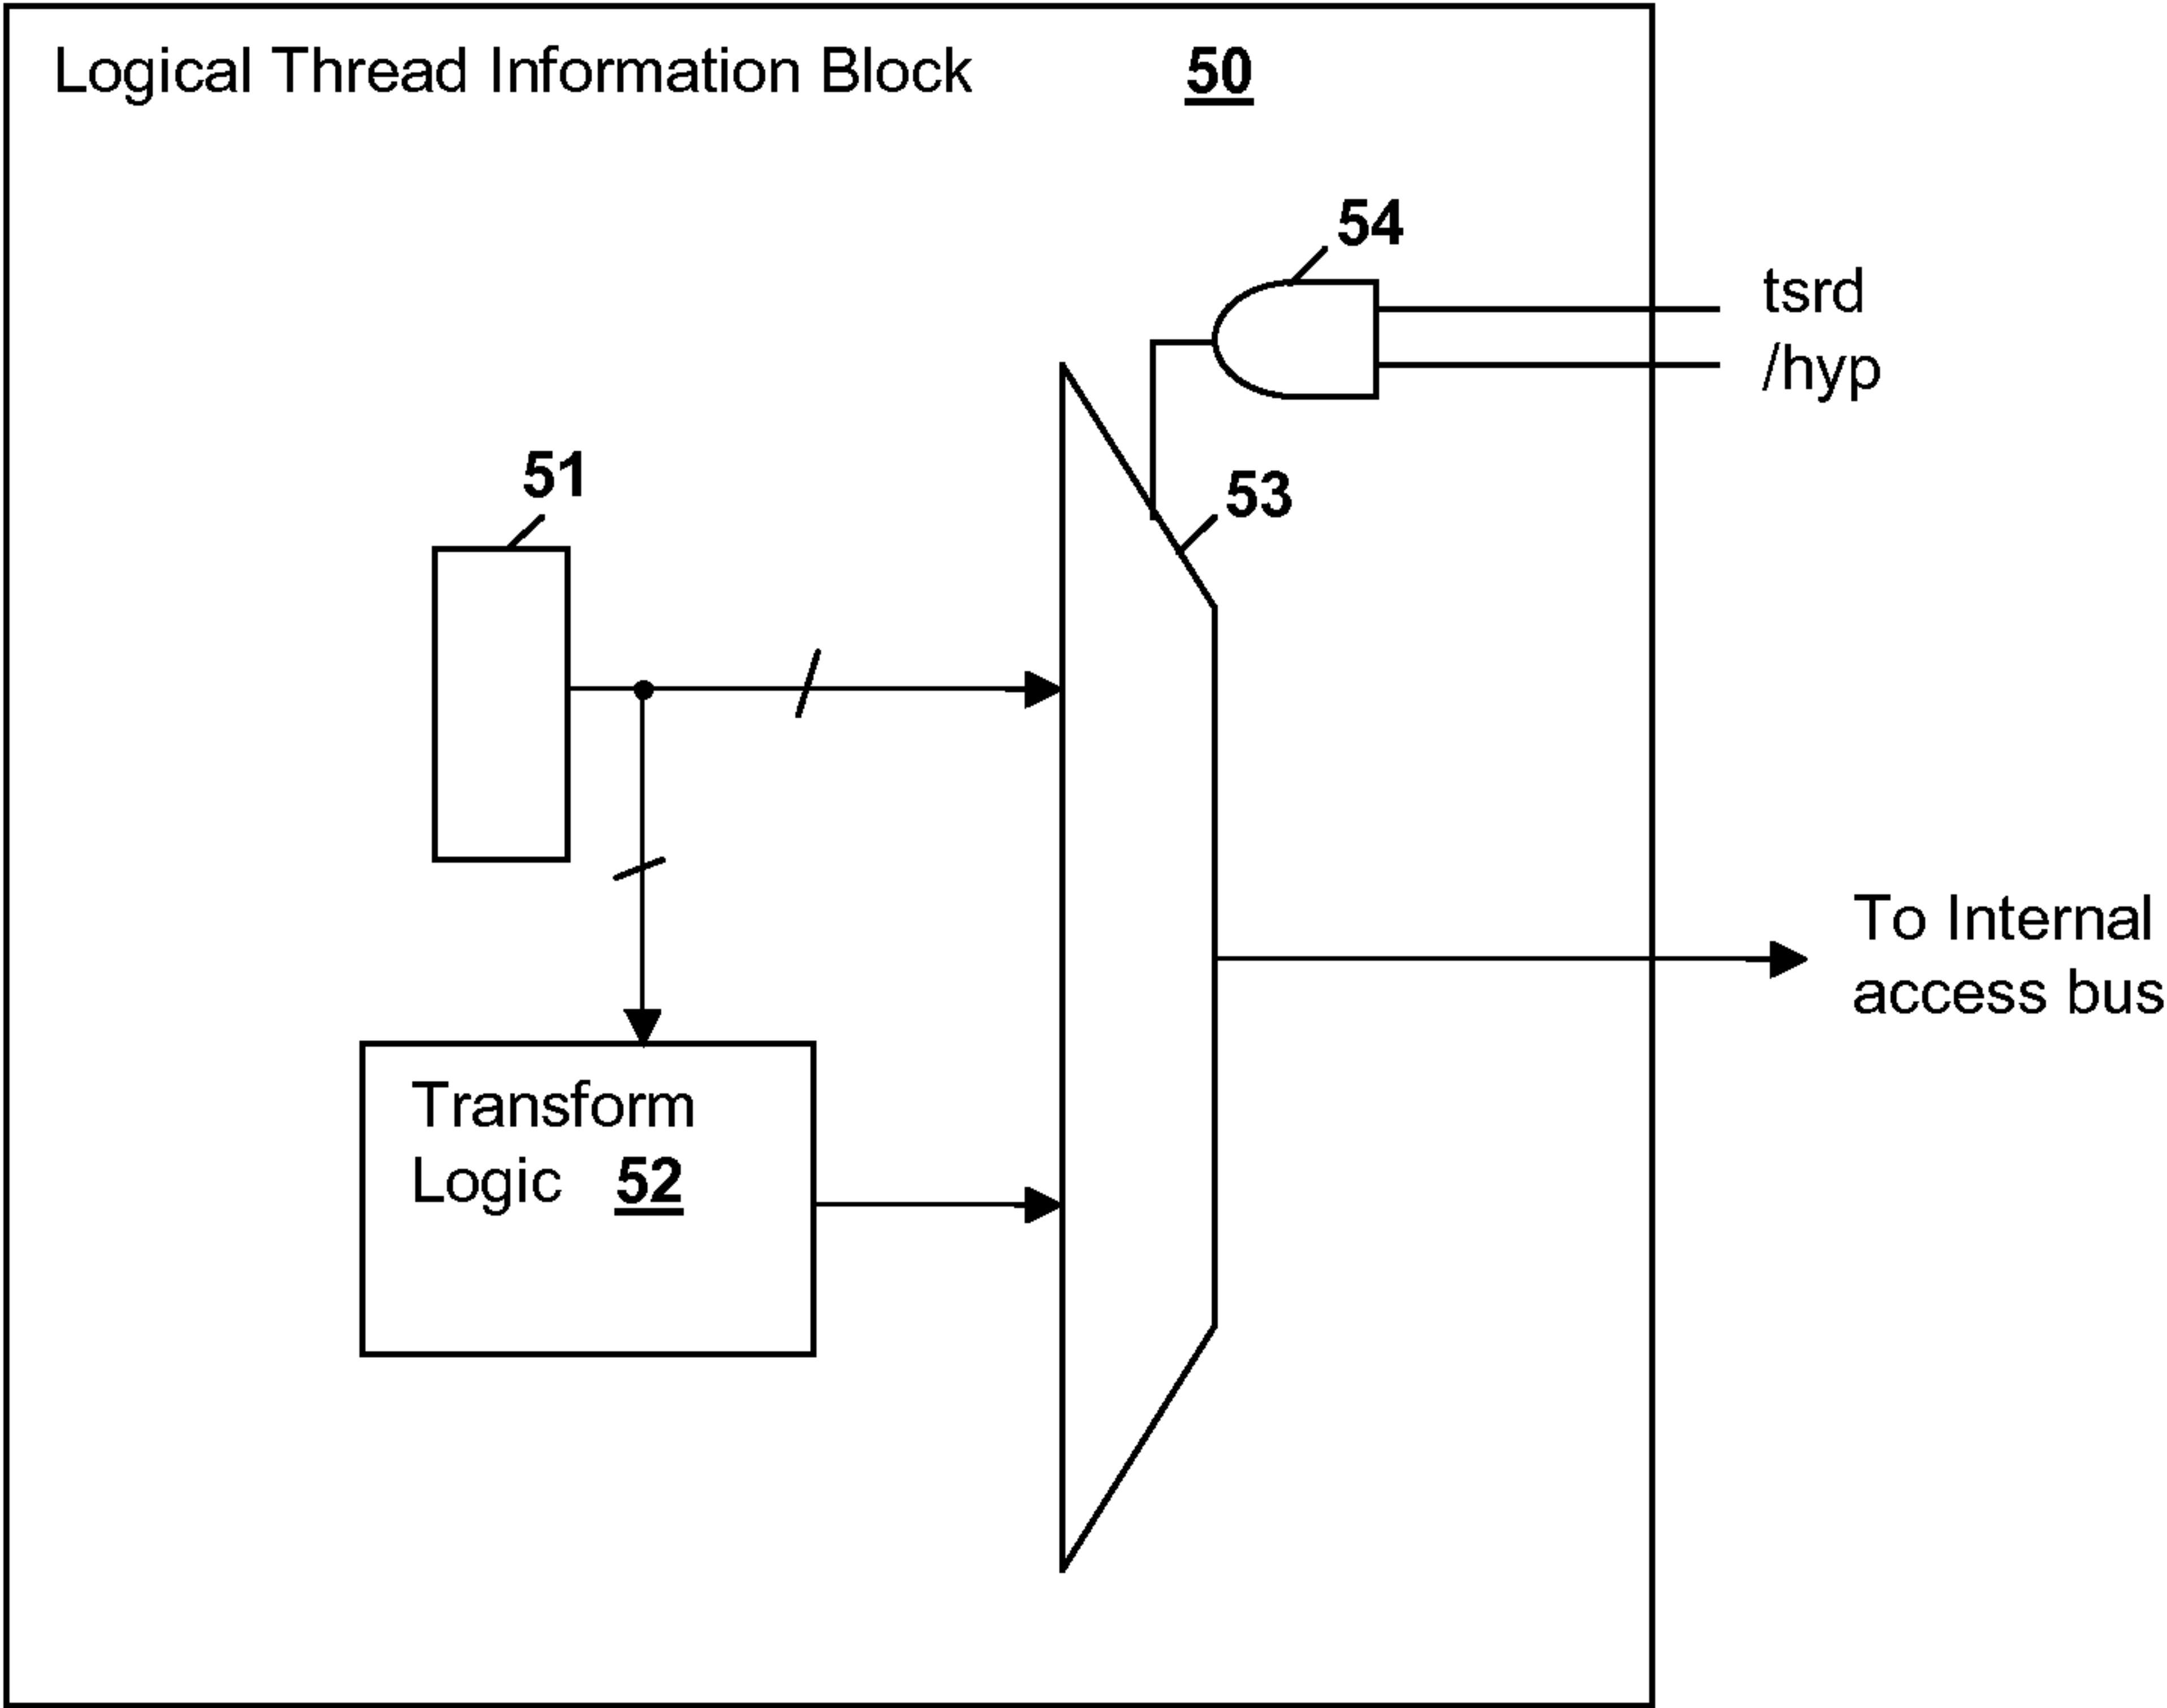 Logical Thread Information Block 50
54
tsrd
/hyp
51
53
To Internal
access bus
Transform
Logic 52